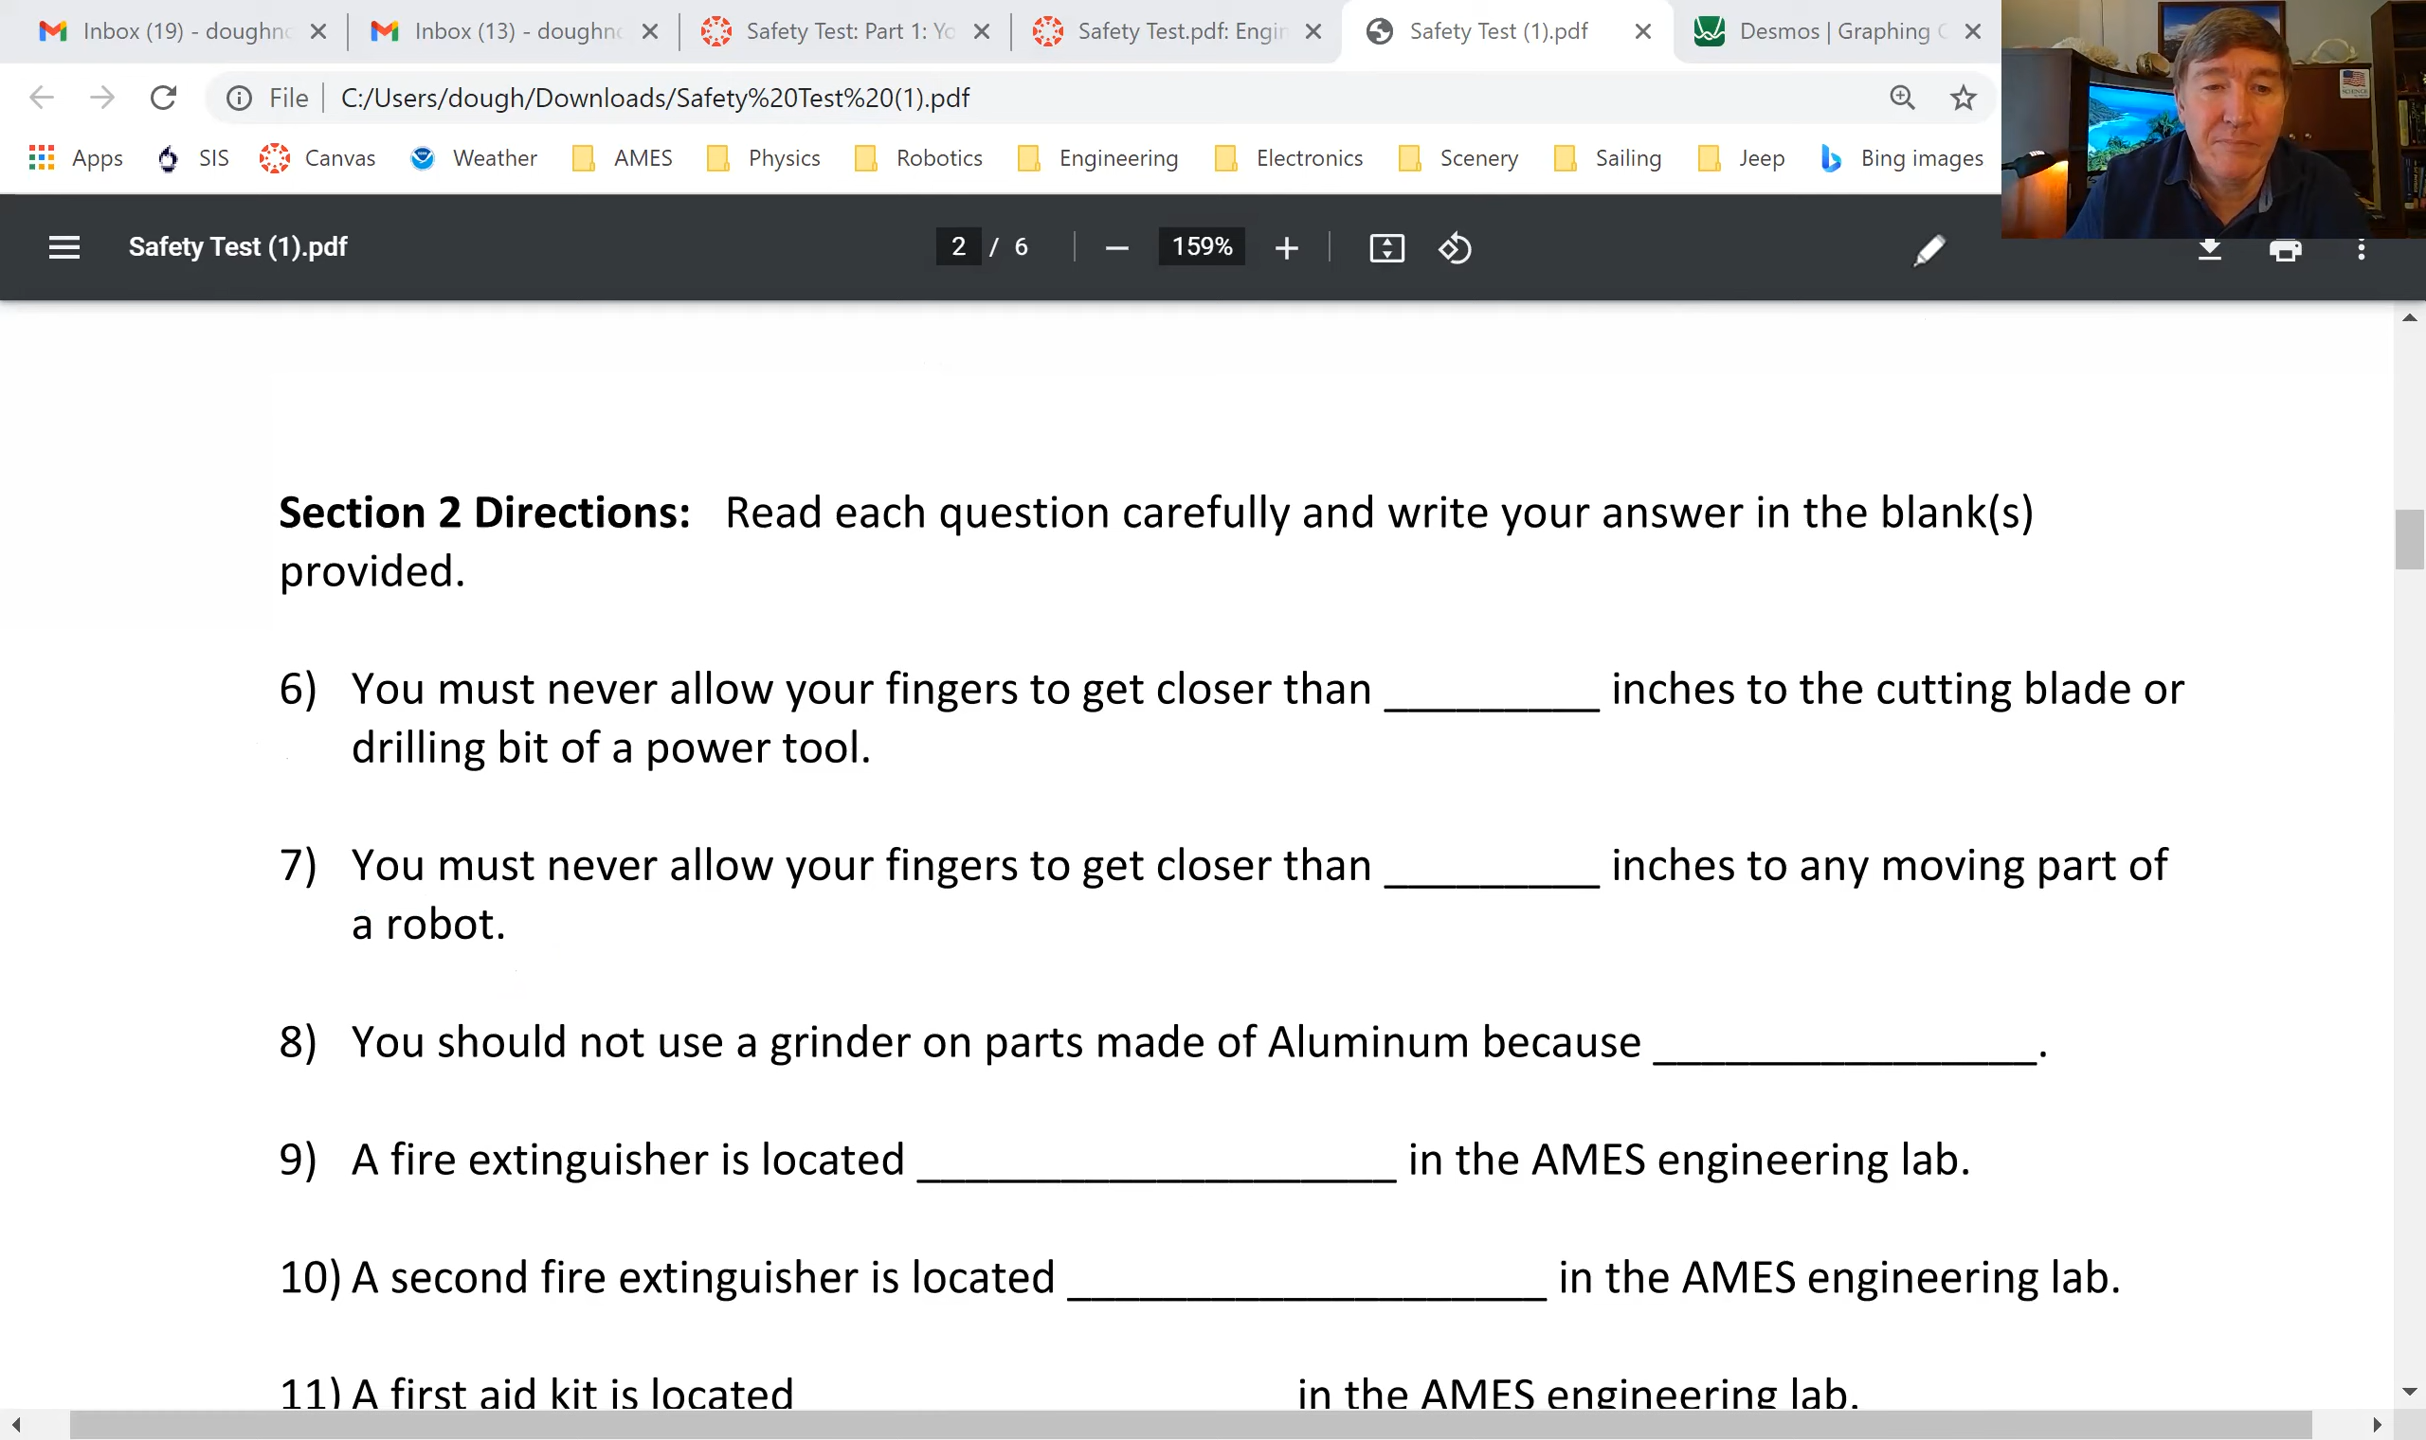 Inbox (19) - doughn
Inbox (13) - doughn
Safety Test: Part 1: Yo
Safety Test.pdf: Engin
Safety Test (1).pdf
Desmos | Graphing C
File
C:/Users/dough/Downloads/Safety%20Test%20(1).pdf
Apps
SIS
Canvas
Weather
AMES
Physics
Robotics
Engineering
Electronics
Scenery
Sailing
Jeep
Bing images
Safety Test (1).pdf
2 / 6
159%
Section 2 Directions: Read each question carefully and write your answer in the blank(s)
provided.
6) You must never allow your fingers to get closer than _________ inches to the cutting blade or
drilling bit of a power tool.
7) You must never allow your fingers to get closer than _________ inches to any moving part of
a robot.
8) You should not use a grinder on parts made of Aluminum because ________________.
9) A fire extinguisher is located ____________________ in the AMES engineering lab.
10) A second fire extinguisher is located ____________________ in the AMES engineering lab.
11) A first aid kit is located in the AMES engineering lab.